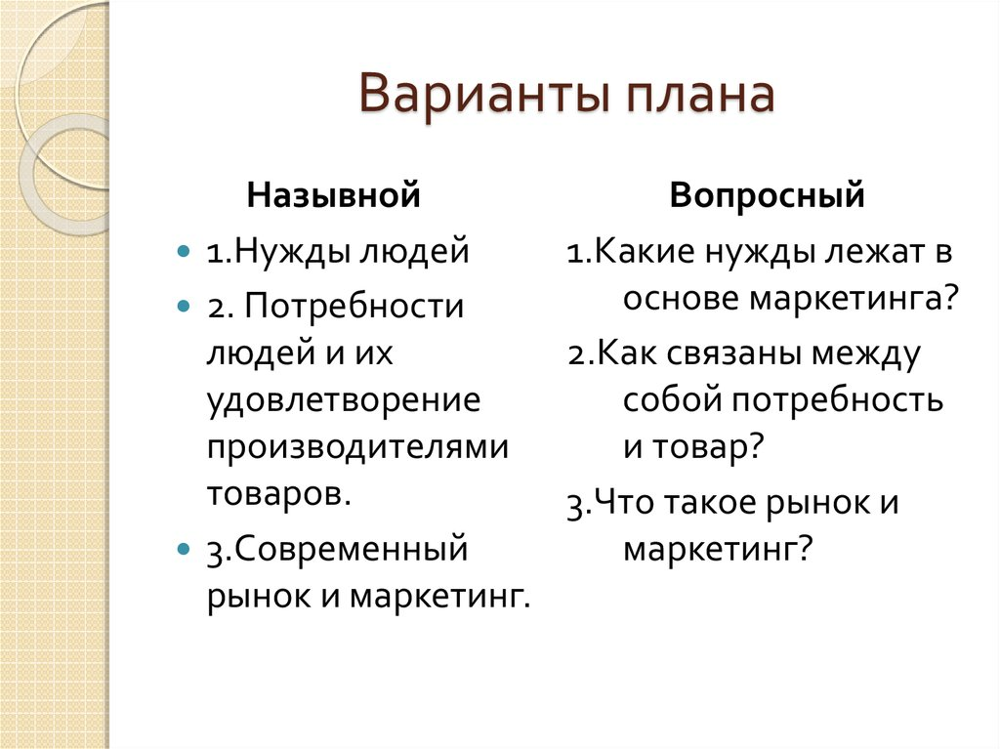 Варианты плана
Назывной
• 1.Нужды людей
• 2. Потребности
людей и их
удовлетворение
производителями
товаров.
• 3.Современный
рынок и маркетинг.
Вопросный
1.Какие нужды лежат в
основе маркетинга?
2.Как связаны между
собой потребность
и товар?
3.Что такое рынок и
маркетинг?